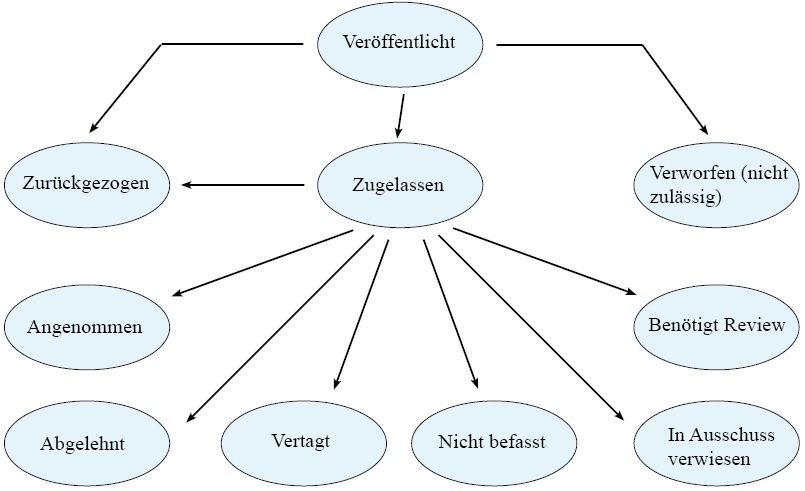 Veröffentlicht
Zurückgezogen
Zugelassen
Verworfen (nicht
zulässig)
Angenommen
Benötigt Review
Abgelehnt
Vertagt
Nicht befasst
In Ausschuss
verwiesen